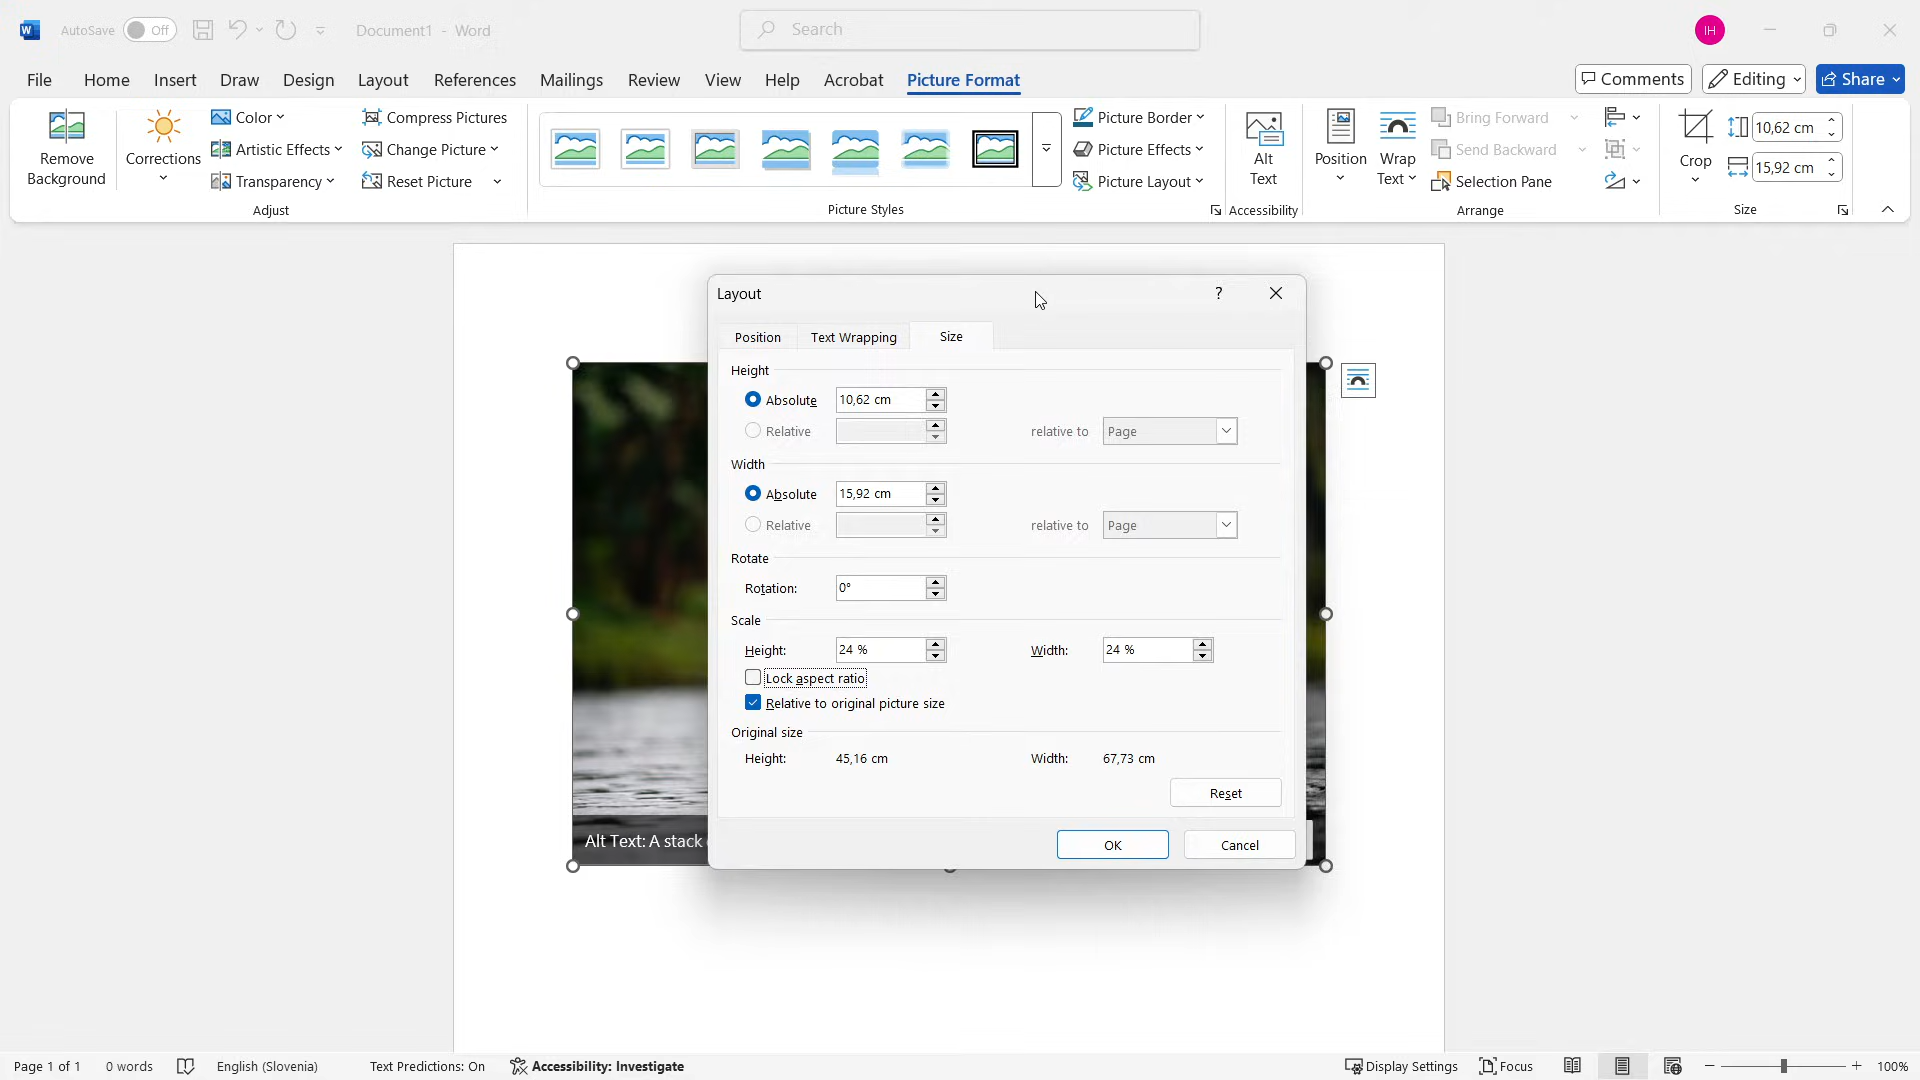 AutoSave Off Document1 - Word Search IH
File Home Insert Draw Design Layout References Mailings Review View Help Acrobat Picture Format Comments Editing Share
Remove Background
Corrections
Color
Artistic Effects
Transparency
Compress Pictures
Change Picture
Reset Picture
Adjust
Picture Styles
Picture Border
Picture Effects
Picture Layout
Alt
Text
Accessibility
Position
Wrap
Text
Bring Forward
Send Backward
Selection Pane
Arrange
Crop
10,62 cm
15,92 cm
Size
Layout ?
Position Text Wrapping Size
Height
Absolute 10,62 cm
Relative relative to Page
Width
Absolute 15,92 cm
Relative relative to Page
Rotate
Rotation: 0°
Scale
Height: 24 % Width: 24 %
Lock aspect ratio
Relative to original picture size
Original size
Height: 45,16 cm Width: 67,73 cm
Reset
OK Cancel
Alt Text: A stack
Page 1 of 1 0 words English (Slovenia) Text Predictions: On Accessibility: Investigate Display Settings Focus 100%